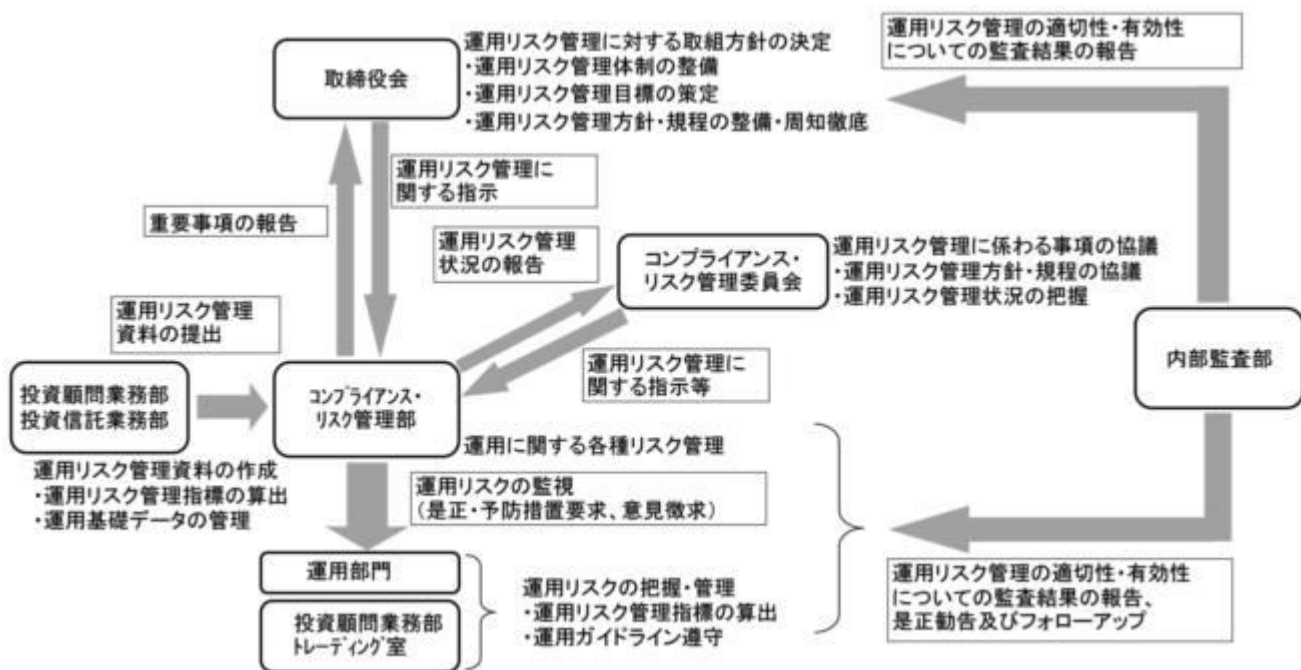 取締役会
運用リスク管理に対する取組方針の決定
・運用リスク管理体制の整備
・運用リスク管理目標の策定
・運用リスク管理方針・規程の整備・周知徹底
運用リスク管理の適切性・有効性
についての監査結果の報告
運用リスク管理に
関する指示
重要事項の報告
運用リスク管理
状況の報告
コンプライアンス・
リスク管理委員会
運用リスク管理に係わる事項の協議
・運用リスク管理方針・規程の協議
・運用リスク管理状況の把握
運用リスク管理
資料の提出
運用リスク管理に
関する指示等
内部監査部
投資顧問業務部
投資信託業務部
コンプライアンス・
リスク管理部
運用に関する各種リスク管理
運用リスク管理資料の作成
・運用リスク管理指標の算出
・運用基礎データの管理
運用リスクの監視
（是正・予防措置要求、意見徴求）
運用部門
投資顧問業務部
トレーディング室
運用リスクの把握・管理
・運用リスク管理指標の算出
・運用ガイドライン遵守
運用リスク管理の適切性・有効性
についての監査結果の報告、
是正勧告及びフォローアップ